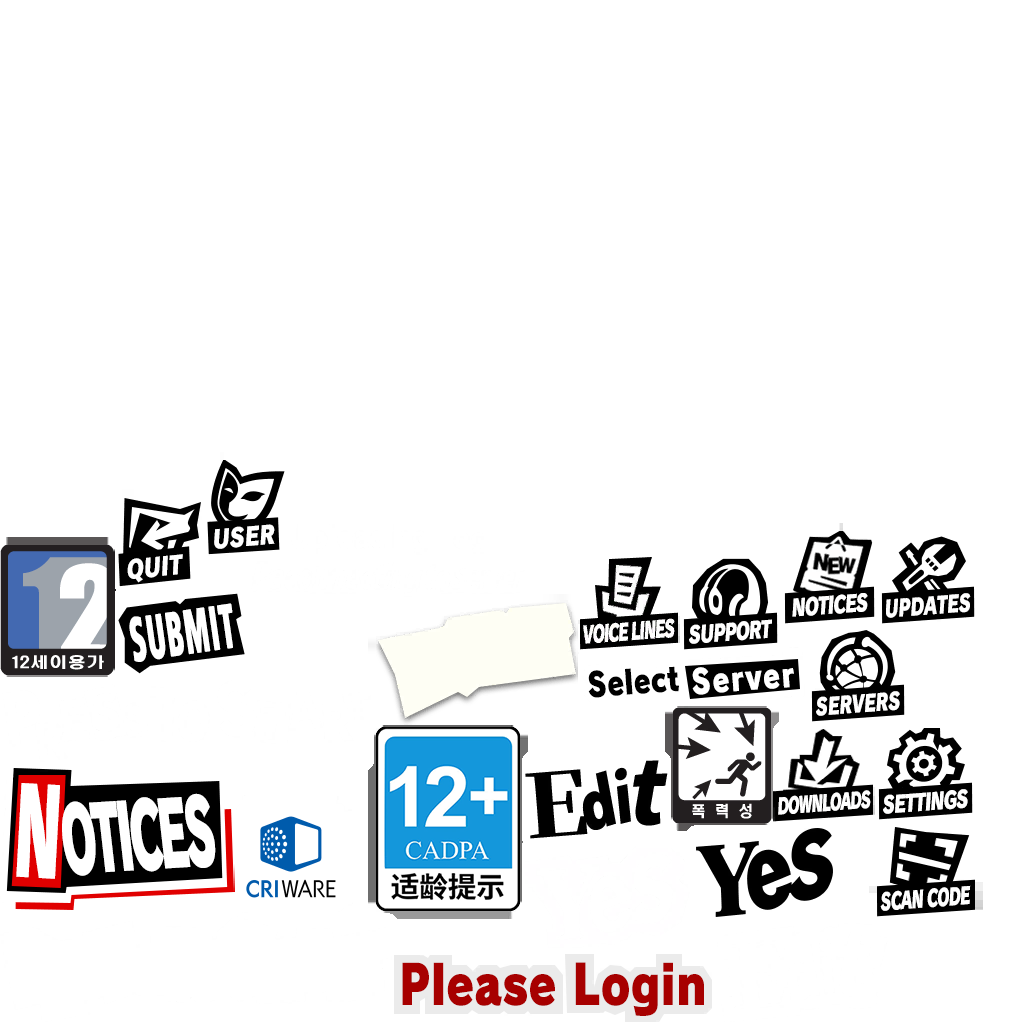 USER
QUIT
12
12세이용가
SUBMIT
VOICE LINES
SUPPORT
NEW
NOTICES
UPDATES
Select Server
SERVERS
NOTICES
CRIWARE
12+
CADPA
适龄提示
Edit
폭력성
DOWNLOADS
SETTINGS
Yes
SCAN CODE
Please Login